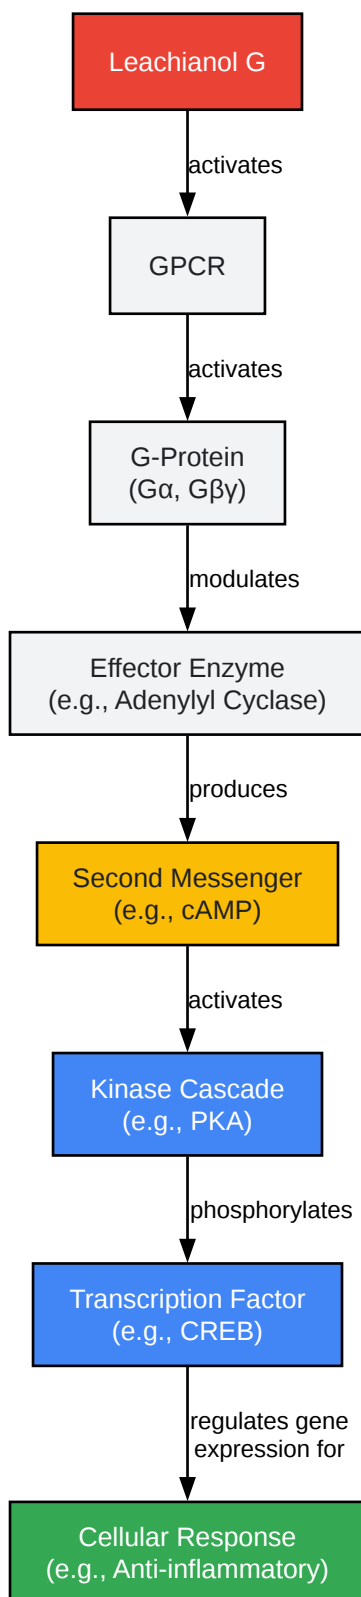 Leachianol G
activates
GPCR
activates
G-Protein
(Gα, Gβγ)
modulates
Effector Enzyme
(e.g., Adenylyl Cyclase)
produces
Second Messenger
(e.g., cAMP)
activates
Kinase Cascade
(e.g., PKA)
phosphorylates
Transcription Factor
(e.g., CREB)
regulates gene
expression for
Cellular Response
(e.g., Anti-inflammatory)